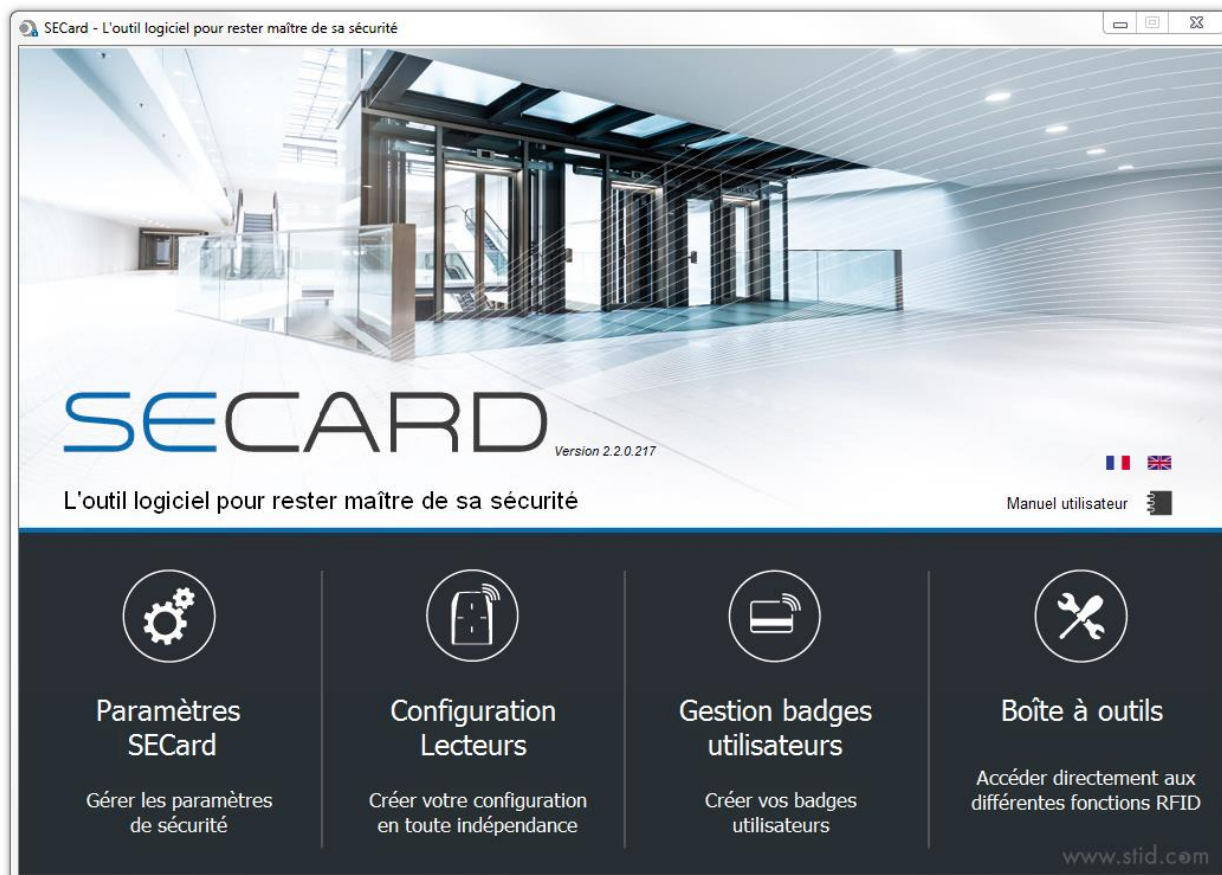 SECard - L'outil logiciel pour rester maître de sa sécurité
SECARD
Version 2.2.0.217
L'outil logiciel pour rester maître de sa sécurité
Manuel utilisateur
Paramètres
SECard
Gérer les paramètres
de sécurité
Configuration
Lecteurs
Créer votre configuration
en toute indépendance
Gestion badges
utilisateurs
Créer vos badges
utilisateurs
Boîte à outils
Accéder directement aux
différentes fonctions RFID
www.stid.com